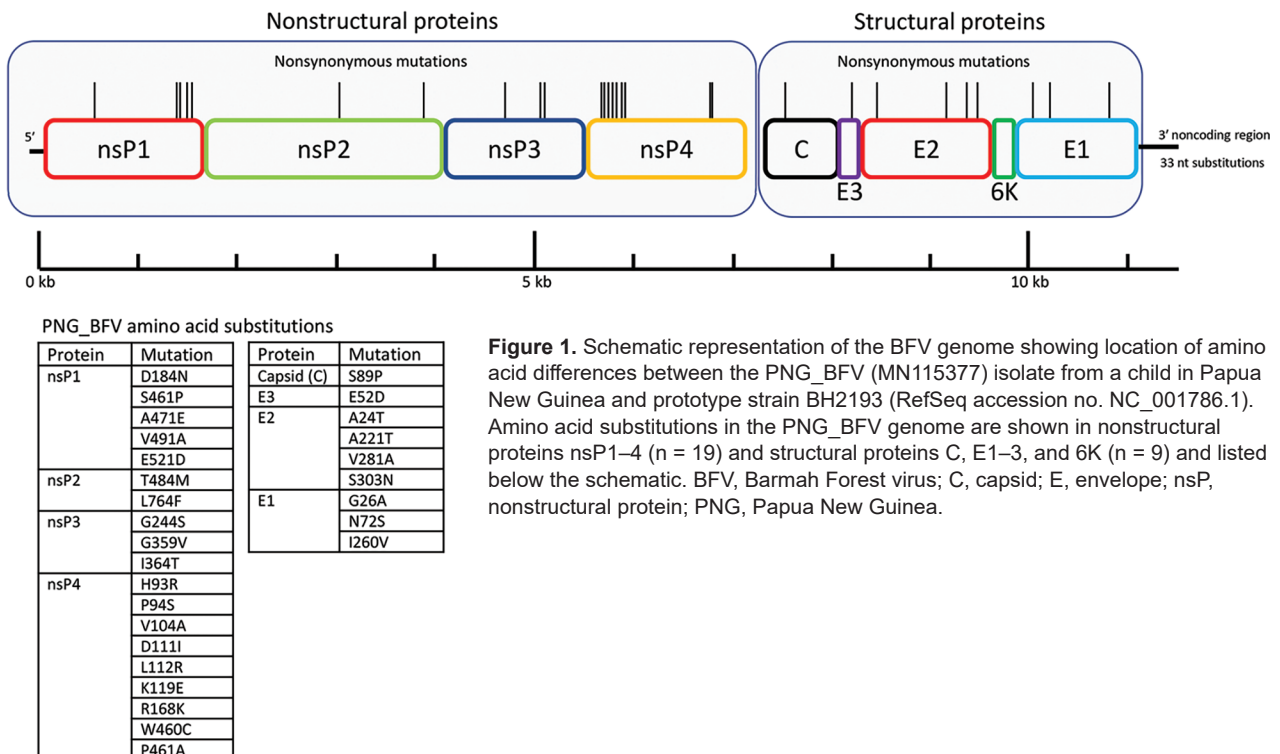 Nonstructural proteins
Structural proteins
Nonsynonymous mutations
Nonsynonymous mutations
5′
nsP1
nsP2
nsP3
nsP4
C
E3
E2
6K
E1
3′ noncoding region
33 nt substitutions
0 kb
5 kb
10 kb
PNG_BFV amino acid substitutions
Protein Mutation
nsP1 D184N
S461P
A471E
V491A
E521D
nsP2 T484M
L764F
nsP3 G244S
G359V
I364T
nsP4 H93R
P94S
V104A
D111I
L112R
K119E
R168K
W460C
P461A
Protein Mutation
Capsid (C) S89P
E3 E52D
E2 A24T
A221T
V281A
S303N
E1 G26A
N72S
I260V
Figure 1. Schematic representation of the BFV genome showing location of amino
acid differences between the PNG_BFV (MN115377) isolate from a child in Papua
New Guinea and prototype strain BH2193 (RefSeq accession no. NC_001786.1).
Amino acid substitutions in the PNG_BFV genome are shown in nonstructural
proteins nsP1–4 (n = 19) and structural proteins C, E1–3, and 6K (n = 9) and listed
below the schematic. BFV, Barmah Forest virus; C, capsid; E, envelope; nsP,
nonstructural protein; PNG, Papua New Guinea.